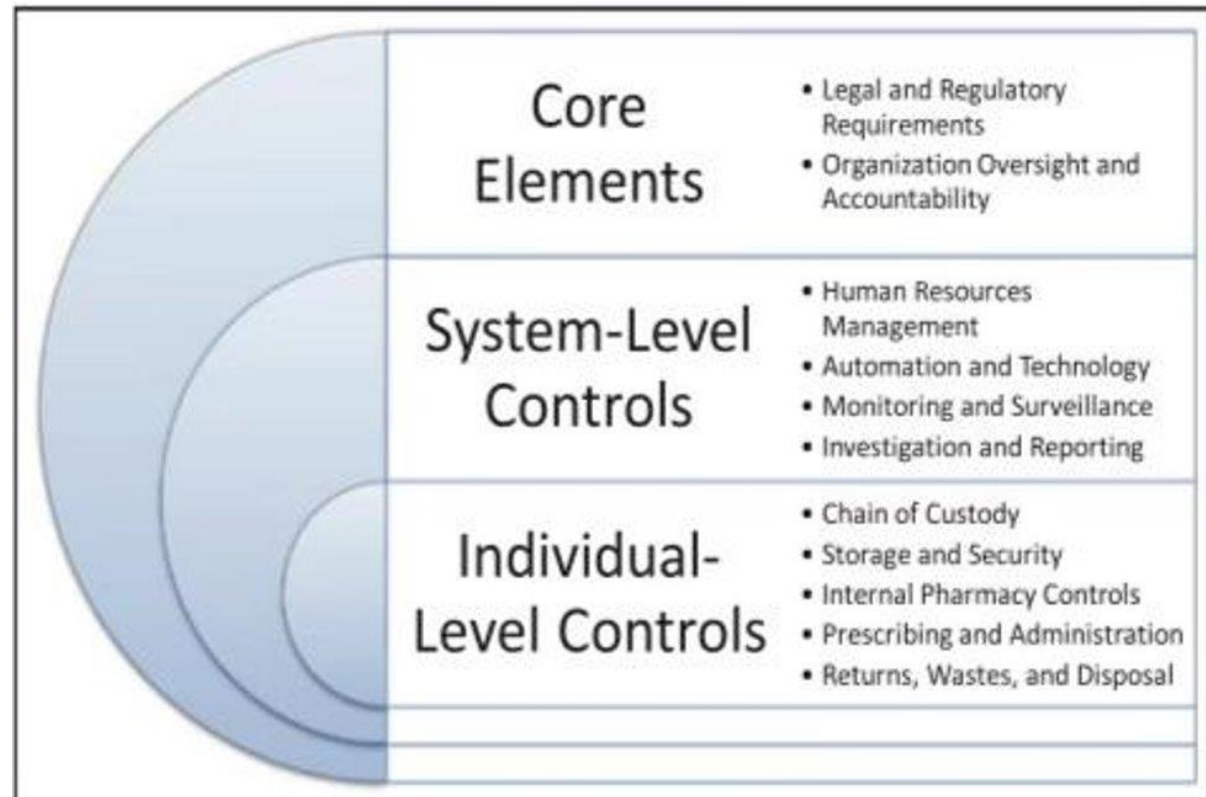 Core
Elements
• Legal and Regulatory
Requirements
• Organization Oversight and
Accountability
System-Level
Controls
• Human Resources
Management
• Automation and Technology
• Monitoring and Surveillance
• Investigation and Reporting
Individual-
Level Controls
• Chain of Custody
• Storage and Security
• Internal Pharmacy Controls
• Prescribing and Administration
• Returns, Wastes, and Disposal